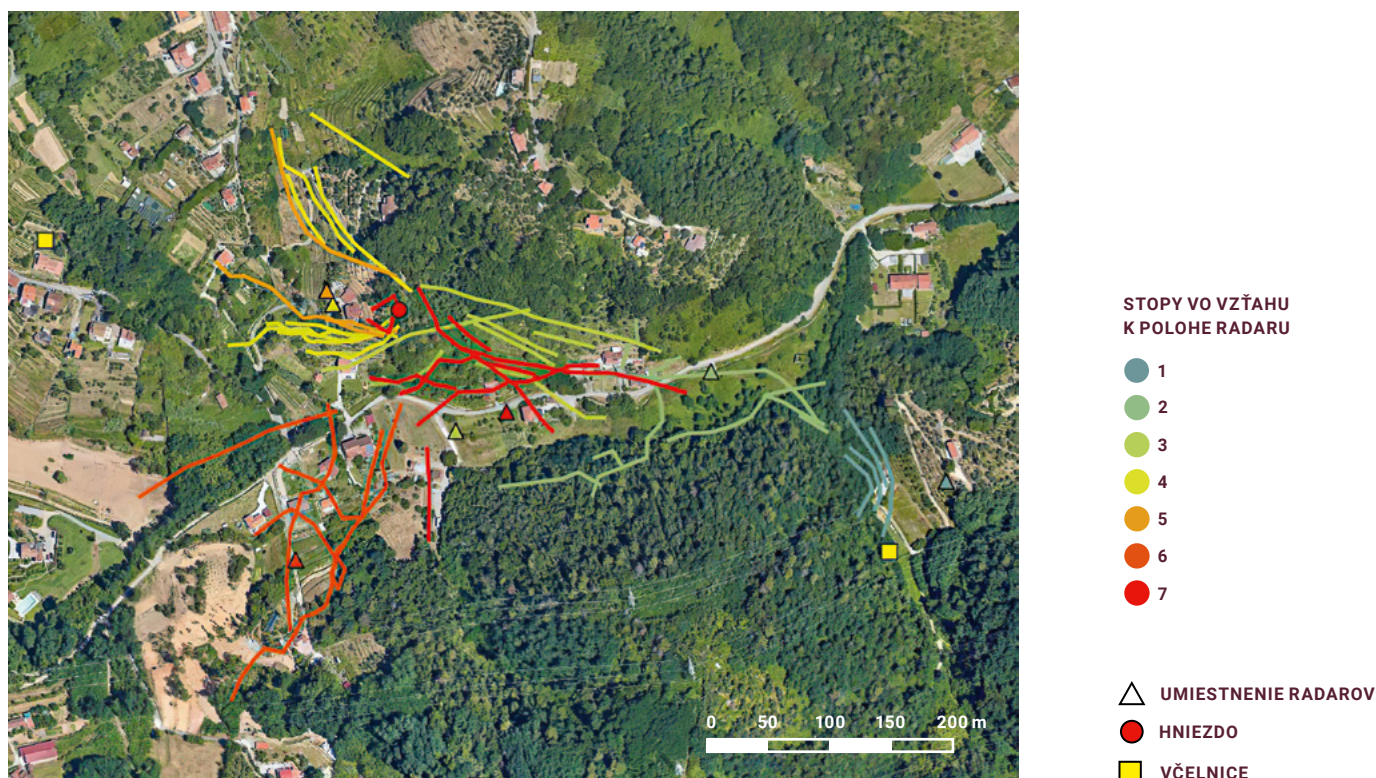 STOPY VO VZŤAHU
K POLOHE RADARU
1
2
3
4
5
6
7
0 50 100 150 200 m
UMIESTNENIE RADAROV
HNIEZDO
VČELNICE